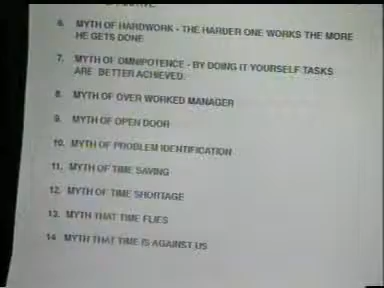 6. MYTH OF HARDWORK - THE HARDER ONE WORKS THE MORE
HE GETS DONE
7. MYTH OF OMNIPOTENCE - BY DOING IT YOURSELF TASKS
ARE BETTER ACHIEVED.
8. MYTH OF OVER WORKED MANAGER
9. MYTH OF OPEN DOOR
10. MYTH OF PROBLEM IDENTIFICATION
11. MYTH OF TIME SAVING
12. MYTH OF TIME SHORTAGE
13. MYTH THAT TIME FLIES
14 MYTH THAT TIME IS AGAINST US